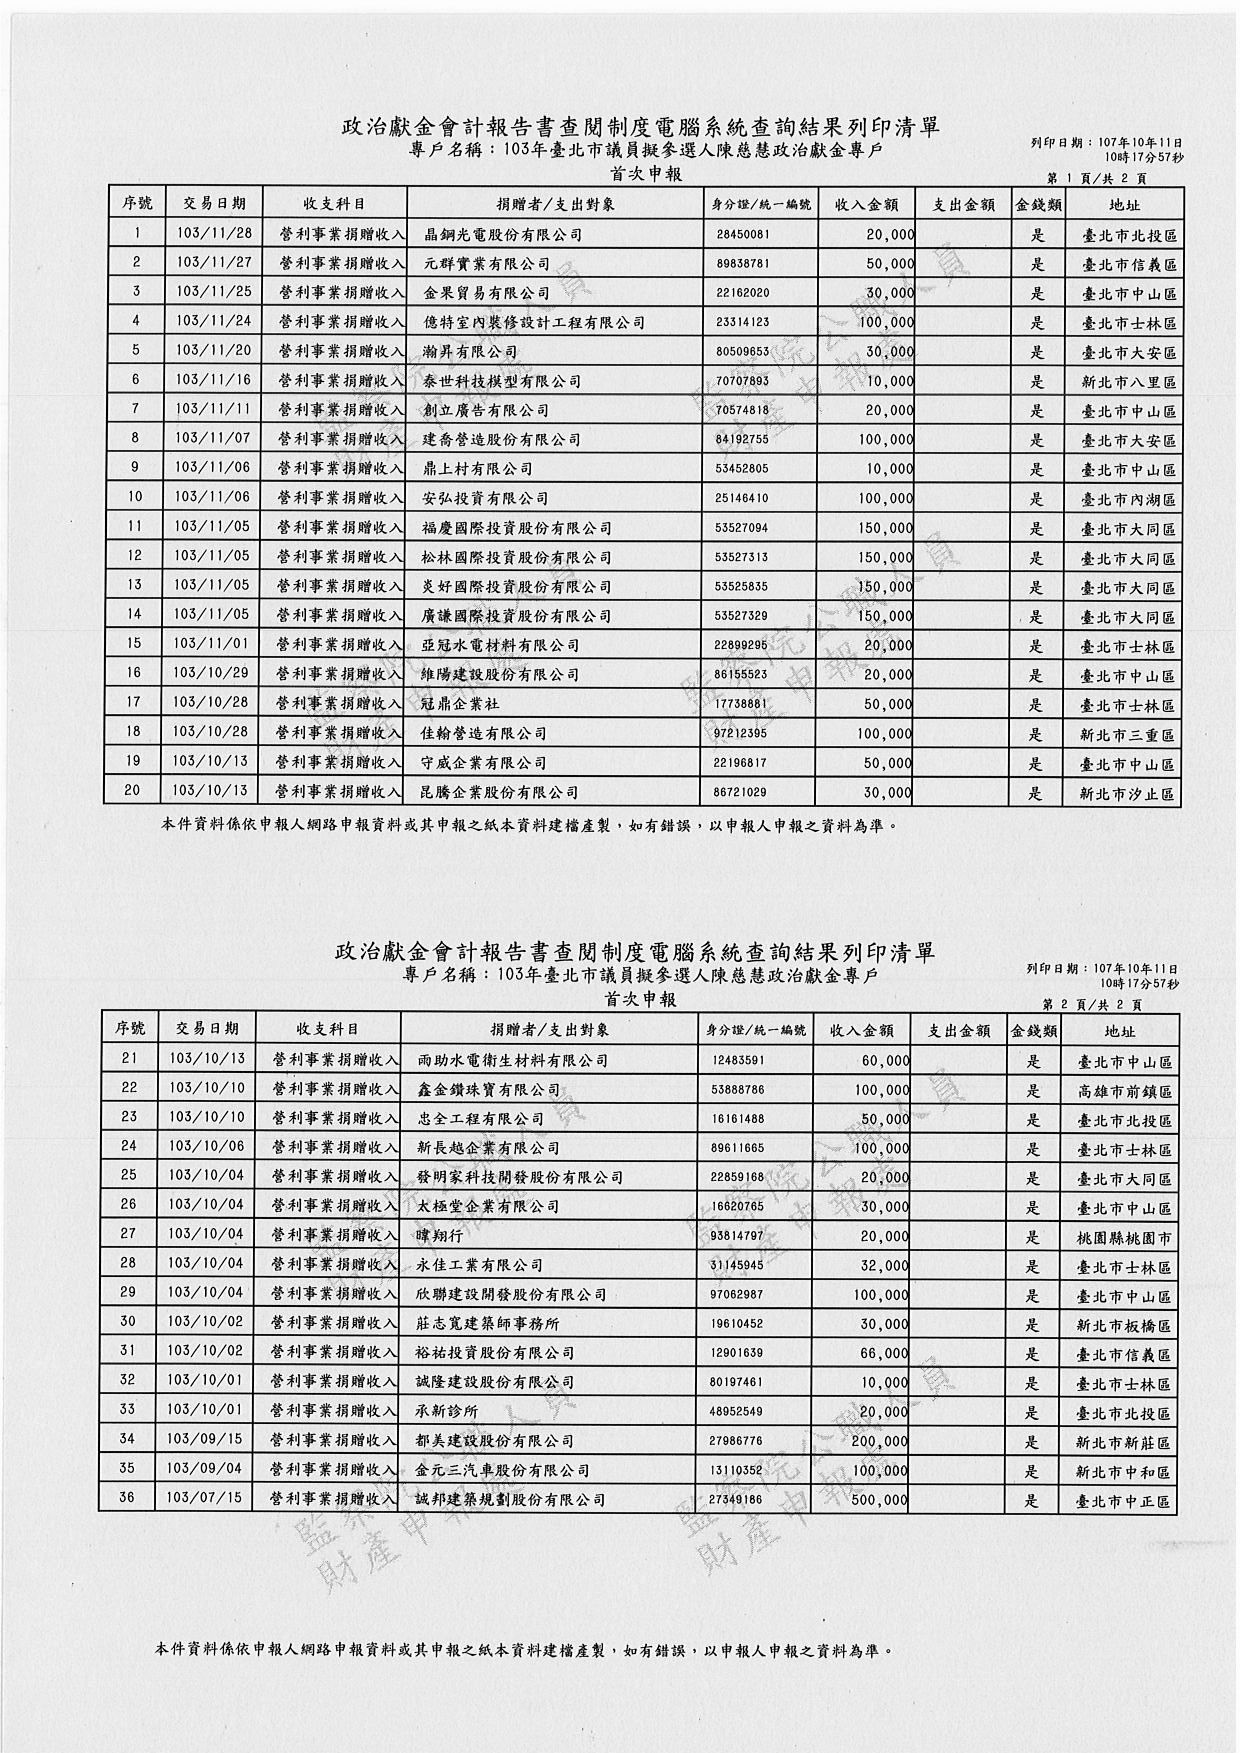 政治獻金會計報告書查閱制度電腦系統查詢結果列印清單
專戶名稱：103年臺北市議員擬參選人陳慈慧政治獻金專戶
列印日期：107年10年11日
10時17分57秒
首次申報
第 1 頁/共 2 頁
序號 交易日期 收支科目 捐贈者/支出對象 身分證/統一編號 收入金額 支出金額 金錢類 地址
1 103/11/28 營利事業捐贈收入 晶鋼光電股份有限公司 28450081 20,000 是 臺北市北投區
2 103/11/27 營利事業捐贈收入 元群實業有限公司 89838781 50,000 是 臺北市信義區
3 103/11/25 營利事業捐贈收入 金果貿易有限公司 22162020 30,000 是 臺北市中山區
4 103/11/24 營利事業捐贈收入 億特室內裝修設計工程有限公司 23314123 100,000 是 臺北市士林區
5 103/11/20 營利事業捐贈收入 瀚昇有限公司 80509653 30,000 是 臺北市大安區
6 103/11/16 營利事業捐贈收入 泰世科技模型有限公司 70707893 10,000 是 新北市八里區
7 103/11/11 營利事業捐贈收入 創立廣告有限公司 70574818 20,000 是 臺北市中山區
8 103/11/07 營利事業捐贈收入 建喬營造股份有限公司 84192755 100,000 是 臺北市大安區
9 103/11/06 營利事業捐贈收入 鼎上村有限公司 53452805 10,000 是 臺北市中山區
10 103/11/06 營利事業捐贈收入 安弘投資有限公司 25146410 100,000 是 臺北市內湖區
11 103/11/05 營利事業捐贈收入 福慶國際投資股份有限公司 53527094 150,000 是 臺北市大同區
12 103/11/05 營利事業捐贈收入 松林國際投資股份有限公司 53527313 150,000 是 臺北市大同區
13 103/11/05 營利事業捐贈收入 炎好國際投資股份有限公司 53525835 150,000 是 臺北市大同區
14 103/11/05 營利事業捐贈收入 廣謙國際投資股份有限公司 53527329 150,000 是 臺北市大同區
15 103/11/01 營利事業捐贈收入 亞冠水電材料有限公司 22899295 20,000 是 臺北市士林區
16 103/10/29 營利事業捐贈收入 維陽建設股份有限公司 86155523 20,000 是 臺北市中山區
17 103/10/28 營利事業捐贈收入 冠鼎企業社 17738881 50,000 是 臺北市士林區
18 103/10/28 營利事業捐贈收入 佳翰營造有限公司 97212395 100,000 是 新北市三重區
19 103/10/13 營利事業捐贈收入 守威企業有限公司 22196817 50,000 是 臺北市中山區
20 103/10/13 營利事業捐贈收入 昆騰企業股份有限公司 86721029 30,000 是 新北市汐止區
本件資料係依申報人網路申報資料或其申報之紙本資料建檔產製，如有錯誤，以申報人申報之資料為準。
監察院公職人員
財產申報處
政治獻金會計報告書查閱制度電腦系統查詢結果列印清單
專戶名稱：103年臺北市議員擬參選人陳慈慧政治獻金專戶
列印日期：107年10年11日
10時17分57秒
首次申報
第 2 頁/共 2 頁
序號 交易日期 收支科目 捐贈者/支出對象 身分證/統一編號 收入金額 支出金額 金錢類 地址
21 103/10/13 營利事業捐贈收入 雨助水電衛生材料有限公司 12483591 60,000 是 臺北市中山區
22 103/10/10 營利事業捐贈收入 鑫金鑽珠寶有限公司 53888786 100,000 是 高雄市前鎮區
23 103/10/10 營利事業捐贈收入 忠全工程有限公司 16161488 50,000 是 臺北市北投區
24 103/10/06 營利事業捐贈收入 新長越企業有限公司 89611665 100,000 是 臺北市士林區
25 103/10/04 營利事業捐贈收入 發明家科技開發股份有限公司 22859168 20,000 是 臺北市大同區
26 103/10/04 營利事業捐贈收入 太極堂企業有限公司 16620765 30,000 是 臺北市中山區
27 103/10/04 營利事業捐贈收入 暐翔行 93814797 20,000 是 桃園縣桃園市
28 103/10/04 營利事業捐贈收入 永佳工業有限公司 31145945 32,000 是 臺北市士林區
29 103/10/04 營利事業捐贈收入 欣聯建設開發股份有限公司 97062987 100,000 是 臺北市中山區
30 103/10/02 營利事業捐贈收入 莊志寬建築師事務所 19610452 30,000 是 新北市板橋區
31 103/10/02 營利事業捐贈收入 裕祐投資股份有限公司 12901639 66,000 是 臺北市信義區
32 103/10/01 營利事業捐贈收入 誠隆建設股份有限公司 80197461 10,000 是 臺北市士林區
33 103/10/01 營利事業捐贈收入 承新診所 48952549 20,000 是 臺北市北投區
34 103/09/15 營利事業捐贈收入 都美建設股份有限公司 27986776 200,000 是 新北市新莊區
35 103/09/04 營利事業捐贈收入 金元三汽車股份有限公司 13110352 100,000 是 新北市中和區
36 103/07/15 營利事業捐贈收入 誠邦建築規劃股份有限公司 27349186 500,000 是 臺北市中正區
監察院公職人員
財產申報處
本件資料係依申報人網路申報資料或其申報之紙本資料建檔產製，如有錯誤，以申報人申報之資料為準。